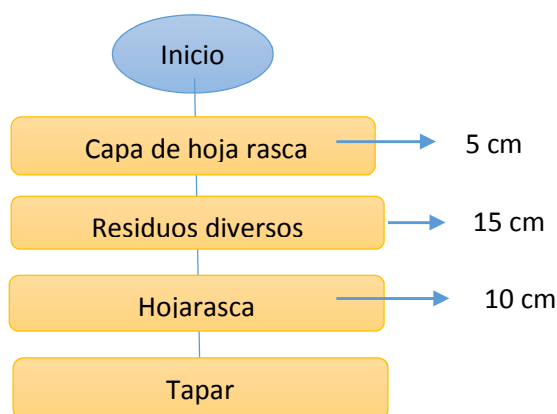 Inicio
Capa de hoja rasca
5 cm
Residuos diversos
15 cm
Hojarasca
10 cm
Tapar